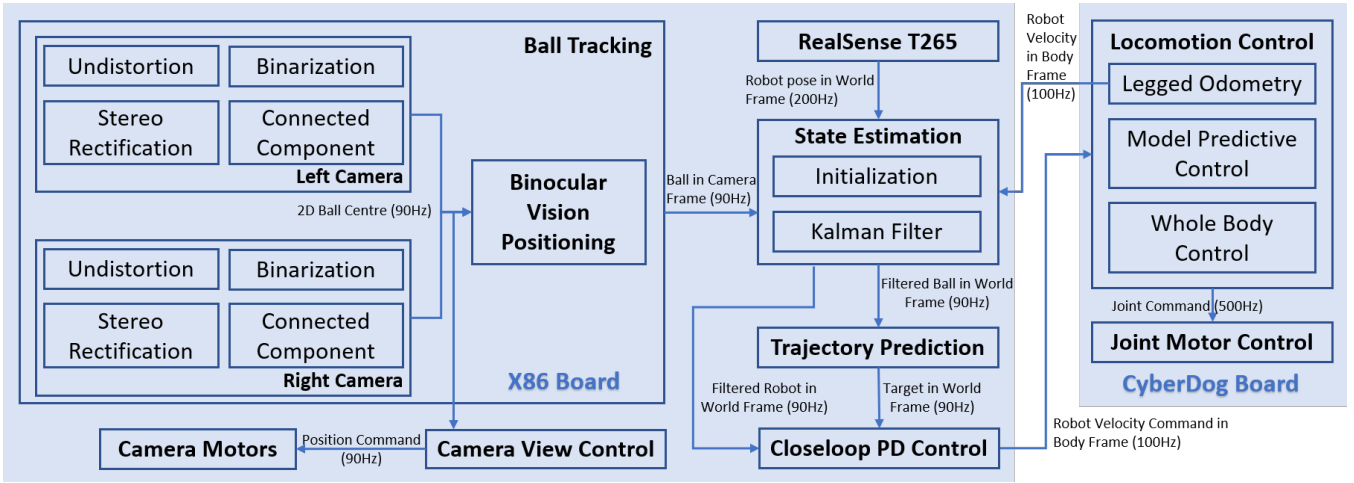 Ball Tracking
Undistortion
Binarization
Stereo
Rectification
Connected
Component
Left Camera
2D Ball Centre (90Hz)
Undistortion
Binarization
Stereo
Rectification
Connected
Component
Right Camera
Binocular
Vision
Positioning
X86 Board
Camera Motors
Position Command
(90Hz)
Camera View Control
Ball in Camera
Frame (90Hz)
RealSense T265
Robot pose in World
Frame (200Hz)
State Estimation
Initialization
Kalman Filter
Filtered Ball in World
Frame (90Hz)
Trajectory Prediction
Filtered Robot in
World Frame (90Hz)
Target in World
Frame (90Hz)
Closeloop PD Control
Robot
Velocity
in Body
Frame
(100Hz)
Robot Velocity Command in
Body Frame (100Hz)
Locomotion Control
Legged Odometry
Model Predictive
Control
Whole Body
Control
Joint Command (500Hz)
Joint Motor Control
CyberDog Board